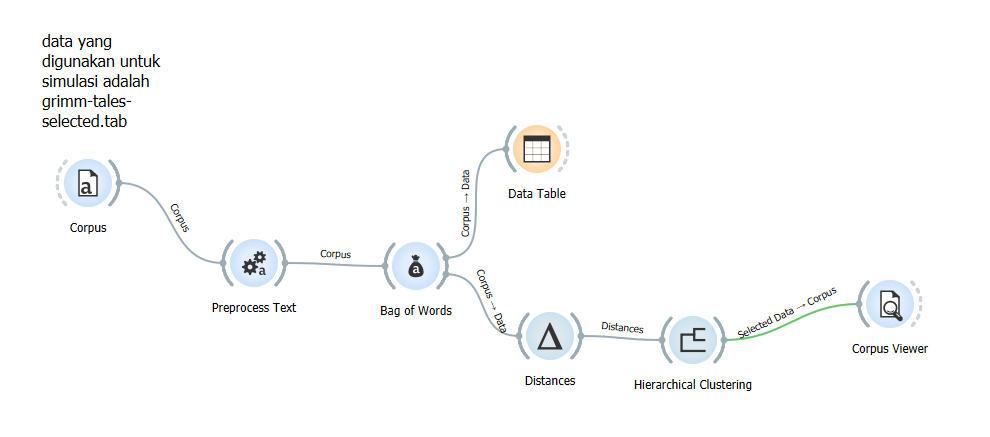 data yang
digunakan untuk
simulasi adalah
grimm-tales-
selected.tab
Corpus
Corpus
Preprocess Text
Corpus
Bag of Words
Corpus → Data
Data Table
Corpus → Data
Distances
Distances
Hierarchical Clustering
Selected Data → Corpus
Corpus Viewer